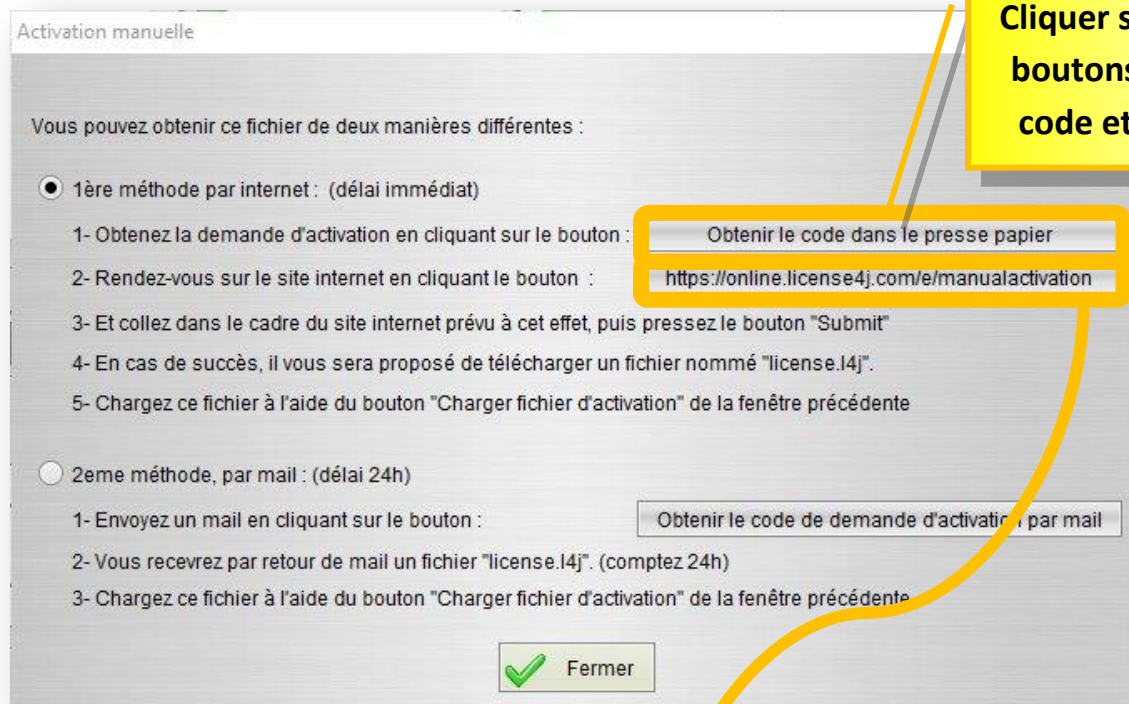 Activation manuelle
Cliquer s
boutons
code et
Vous pouvez obtenir ce fichier de deux manières différentes :
1ère méthode par internet : (délai immédiat)
1- Obtenez la demande d'activation en cliquant sur le bouton :
Obtenir le code dans le presse papier
2- Rendez-vous sur le site internet en cliquant le bouton :
https://online.license4j.com/e/manualactivation
3- Et collez dans le cadre du site internet prévu à cet effet, puis pressez le bouton "Submit"
4- En cas de succès, il vous sera proposé de télécharger un fichier nommé "license.l4j".
5- Chargez ce fichier à l'aide du bouton "Charger fichier d'activation" de la fenêtre précédente
2eme méthode, par mail : (délai 24h)
1- Envoyez un mail en cliquant sur le bouton :
Obtenir le code de demande d'activation par mail
2- Vous recevrez par retour de mail un fichier "license.l4j". (comptez 24h)
3- Chargez ce fichier à l'aide du bouton "Charger fichier d'activation" de la fenêtre précédente
Fermer